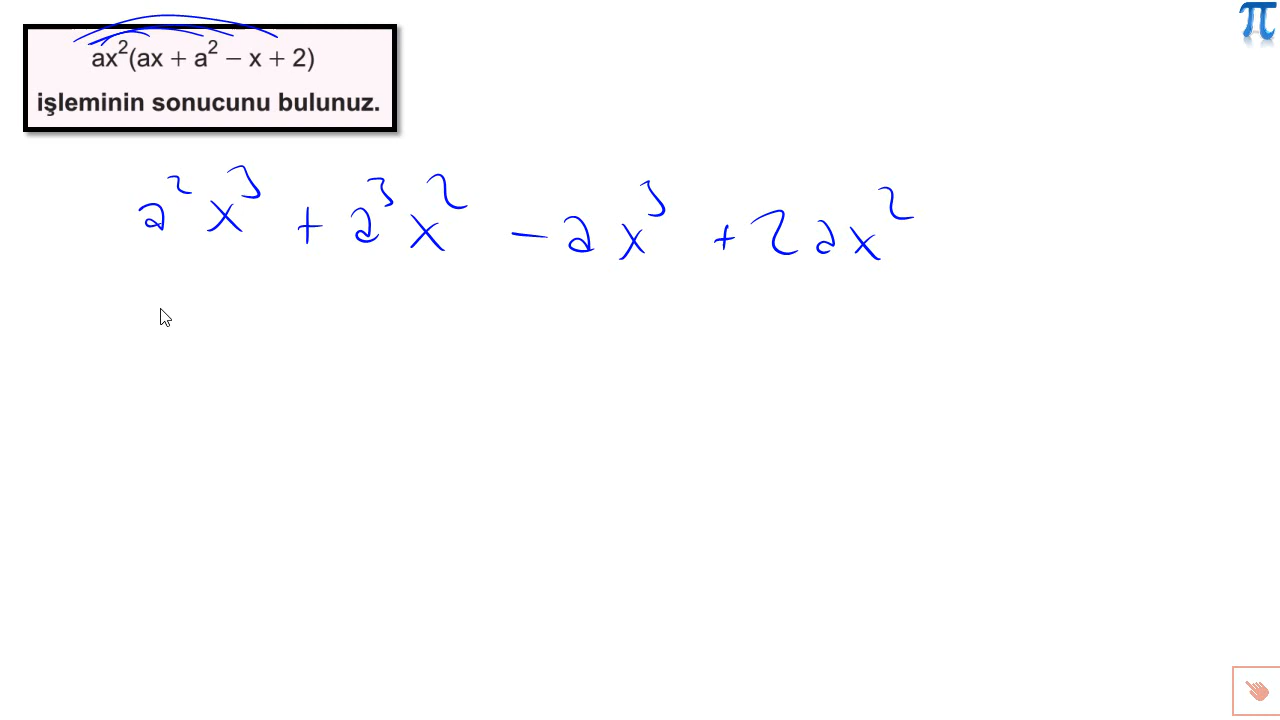 ax²(ax + a² − x + 2)
işleminin sonucunu bulunuz.
a²x³ + a³x² − ax³ + 2ax²
π